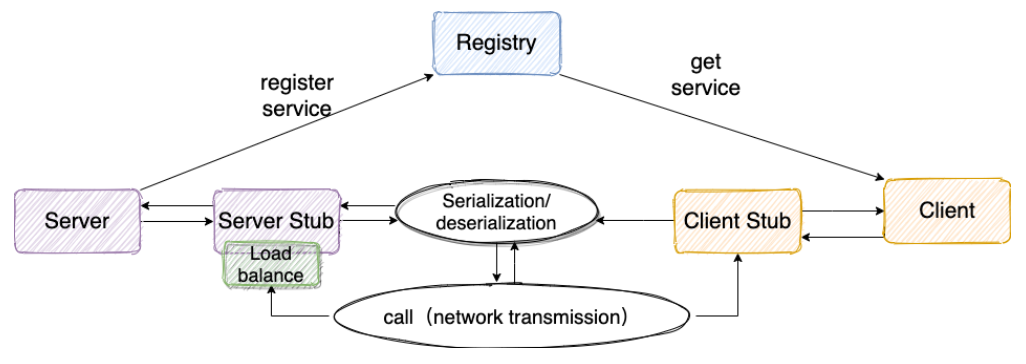 Registry
register
service
get
service
Server
Server Stub
Load
balance
Serialization/
deserialization
Client Stub
Client
call（network transmission）